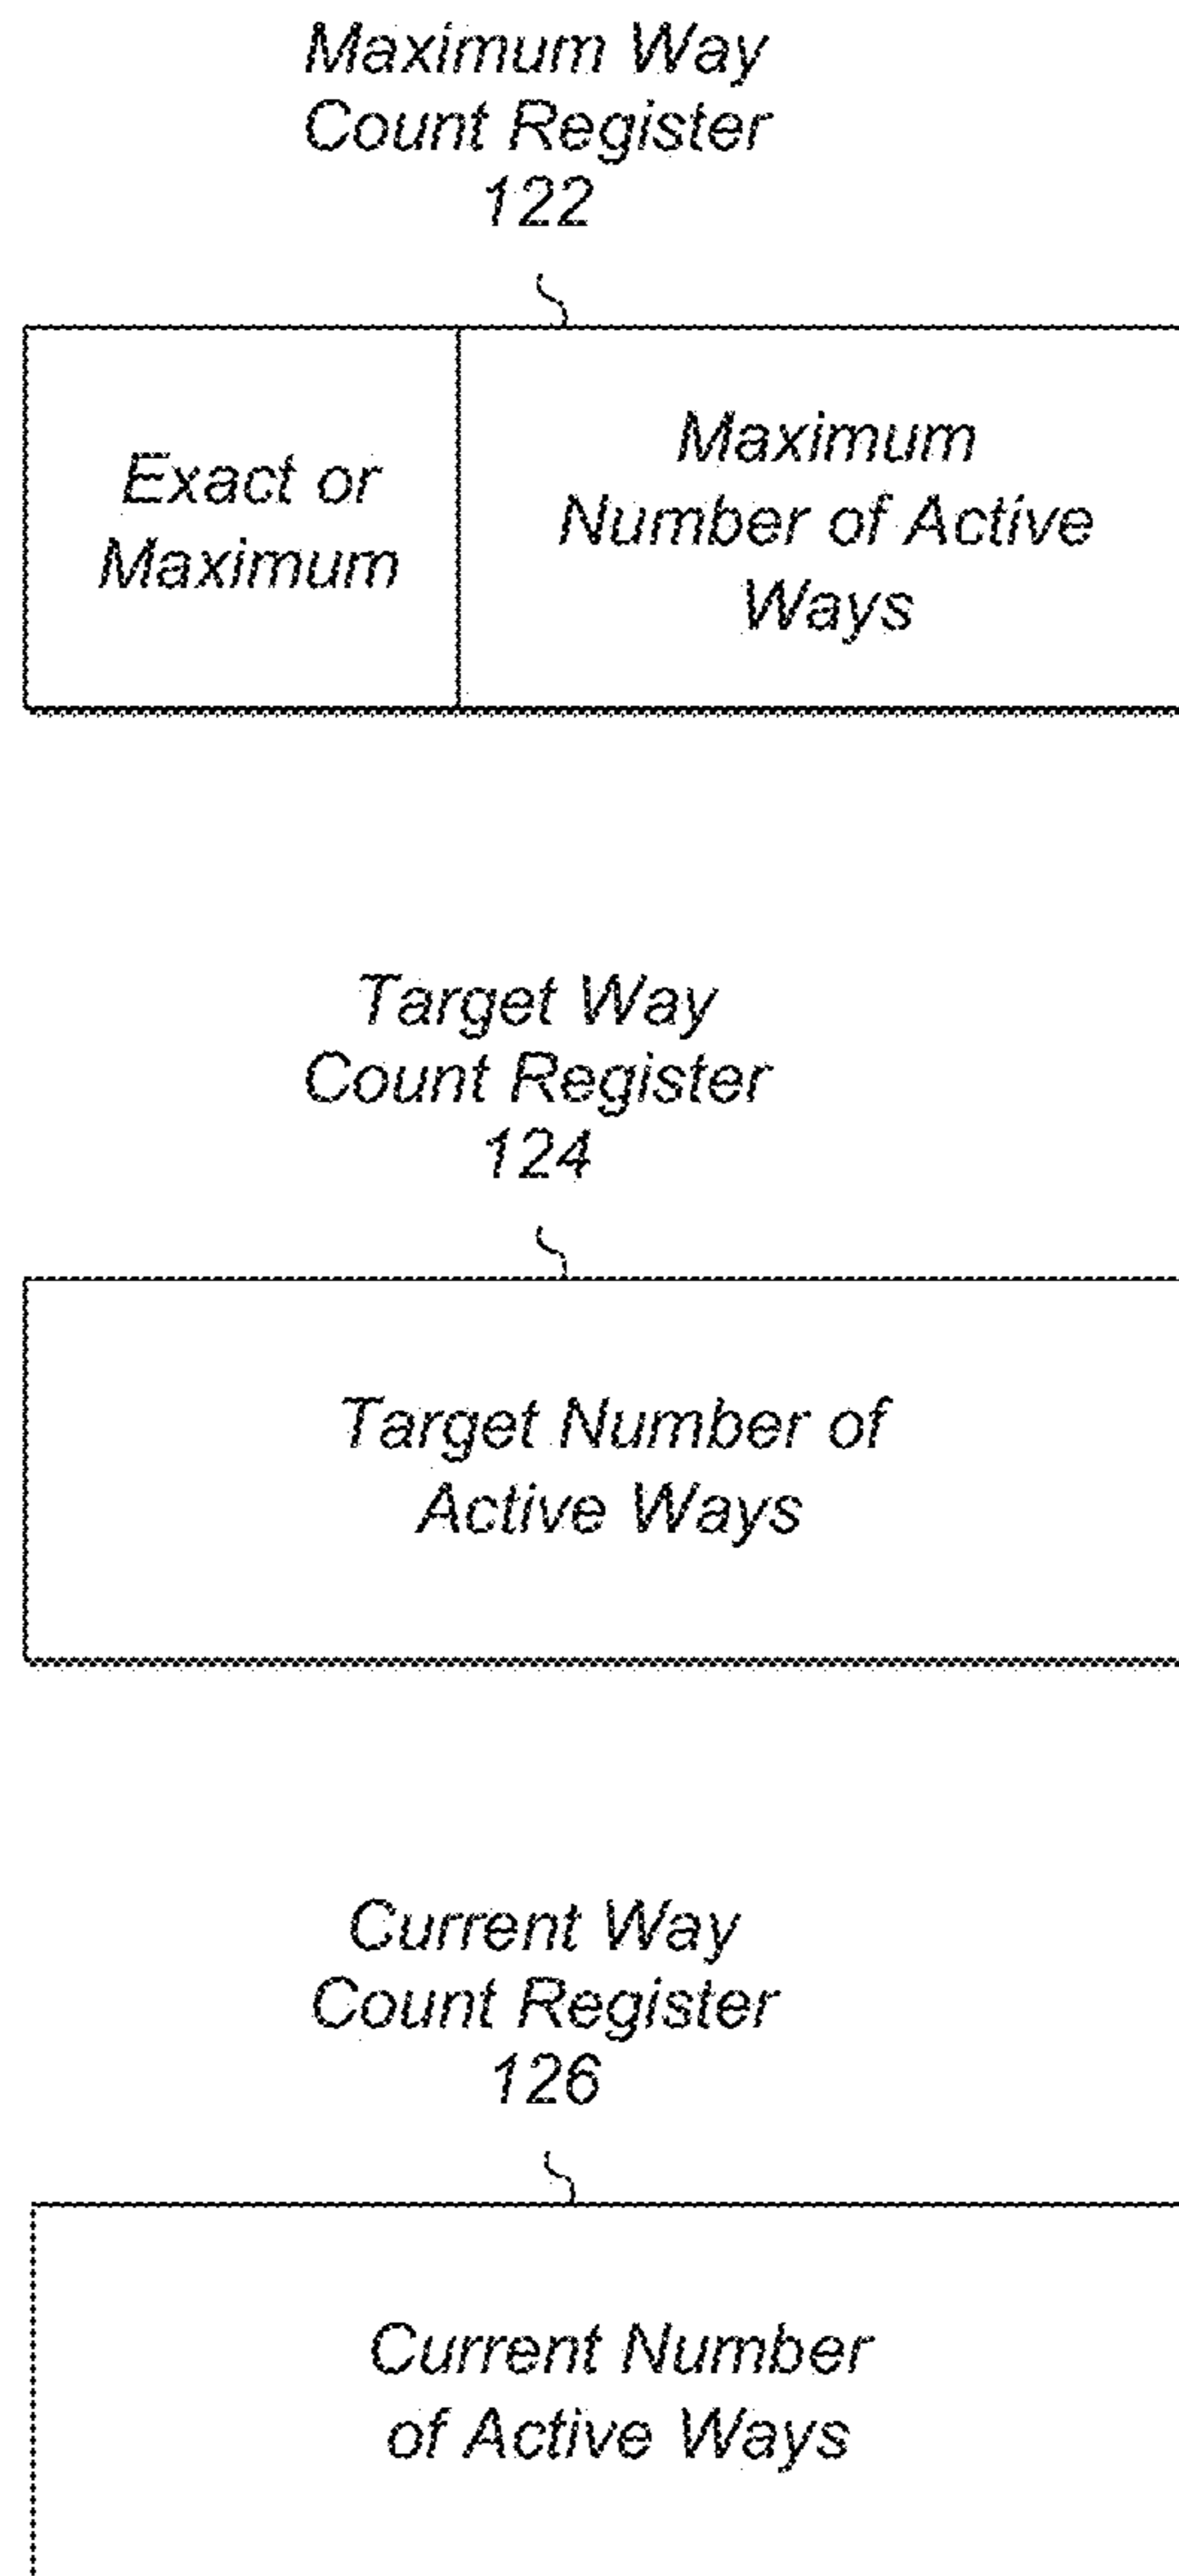 Maximum Way
Count Register
122
Exact or
Maximum
Maximum
Number of Active
Ways
Target Way
Count Register
124
Target Number of
Active Ways
Current Way
Count Register
126
Current Number
of Active Ways